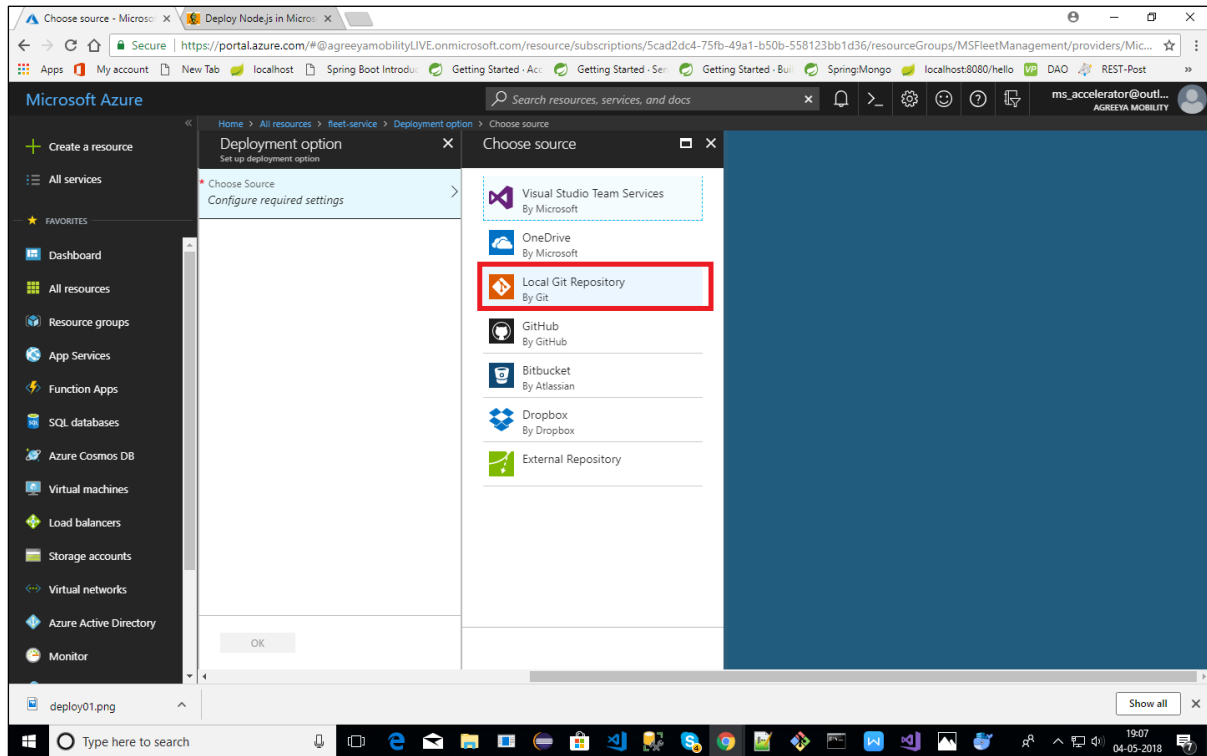 Choose source - Microsoft
Deploy Node.js in Micros
Secure
https://portal.azure.com/#@agreeyamobilityLIVE.onmicrosoft.com/resource/subscriptions/5cad2dc4-75fb-49a1-b50b-558123bb1d36/resourceGroups/MSFleetManagement/providers/Mic...
Apps
My account
New Tab
localhost
Spring Boot Introduc
Getting Started · Acc
Getting Started · Ser
Getting Started · Buil
Spring:Mongo
localhost:8080/hello
VP
DAO
REST-Post
»
Microsoft Azure
Search resources, services, and docs
ms_accelerator@outl...
AGREEYA MOBILITY
Home > All resources > fleet-service > Deployment option > Choose source
Create a resource
All services
FAVORITES
Dashboard
All resources
Resource groups
App Services
Function Apps
SQL databases
Azure Cosmos DB
Virtual machines
Load balancers
Storage accounts
Virtual networks
Azure Active Directory
Monitor
Deployment option
Set up deployment option
* Choose Source
Configure required settings
OK
Choose source
Visual Studio Team Services
By Microsoft
OneDrive
By Microsoft
Local Git Repository
By Git
GitHub
By GitHub
Bitbucket
By Atlassian
Dropbox
By Dropbox
External Repository
deploy01.png
Show all
Type here to search
19:07
04-05-2018